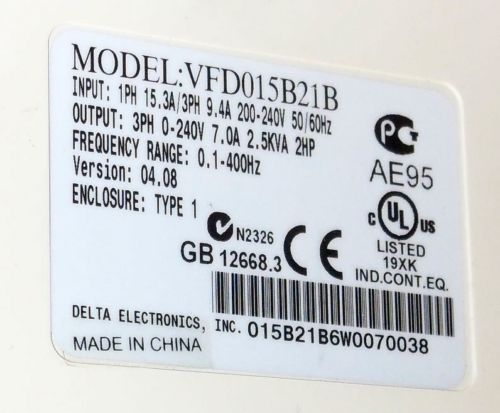 MODEL:VFD015B21B
INPUT: 1PH 15.3A/3PH 9.4A 200-240V 50/60Hz
OUTPUT: 3PH 0-240V 7.0A 2.5KVA 2HP
FREQUENCY RANGE: 0.1-400Hz
Version: 04.08
ENCLOSURE: TYPE 1
PCT
AE95
N2326
GB 12668.3
CE
c UL US
LISTED
19XK
IND.CONT.EQ.
DELTA ELECTRONICS, INC. 015B21B6W0070038
MADE IN CHINA